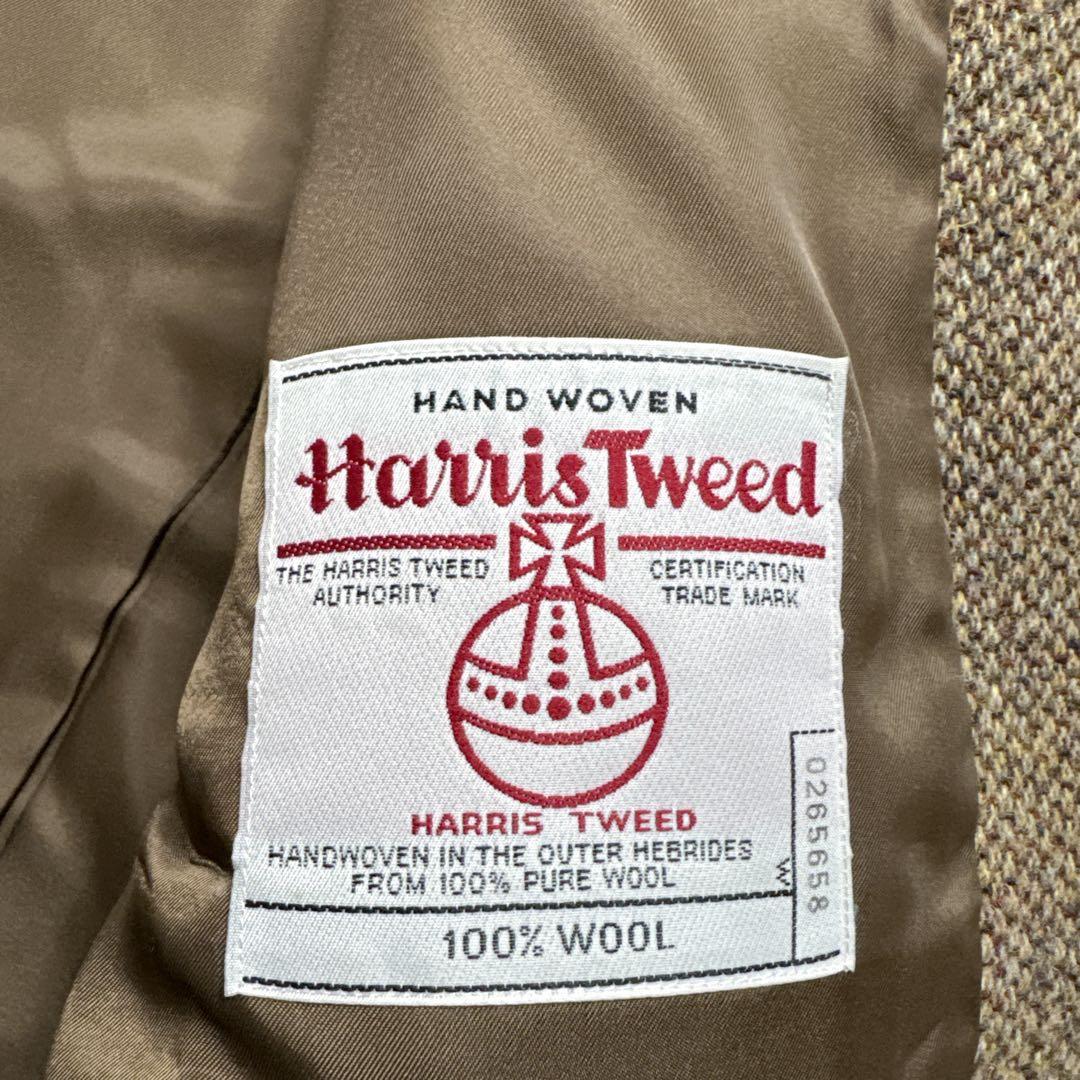 HAND WOVEN
Harris Tweed
THE HARRIS TWEED
AUTHORITY
CERTIFICATION
TRADE MARK
HARRIS TWEED
HANDWOVEN IN THE OUTER HEBRIDES
FROM 100% PURE WOOL
100% WOOL
W
0265658